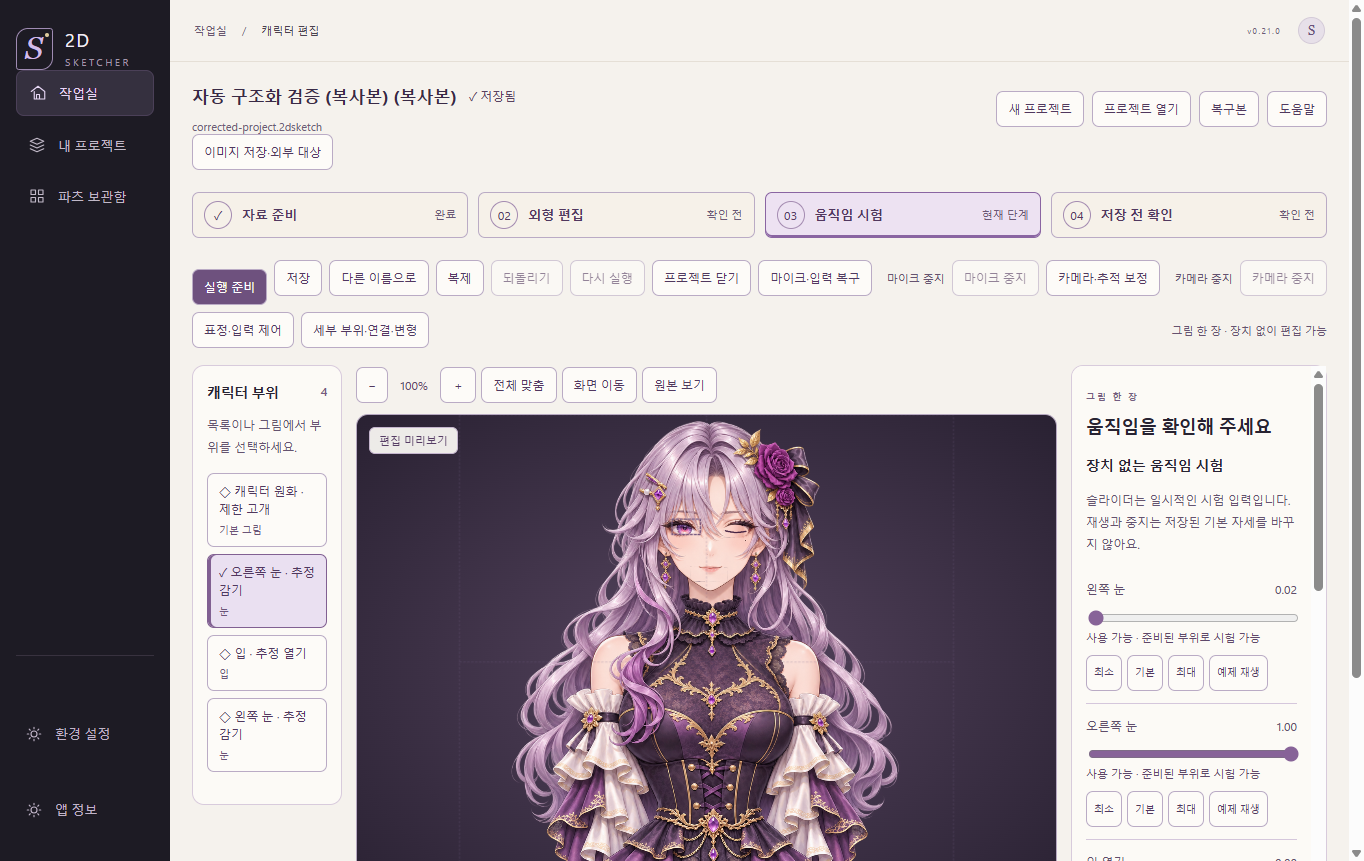 S
2D
SKETCHER
작업실
내 프로젝트
파츠 보관함
환경 설정
앱 정보
작업실 / 캐릭터 편집
v0.21.0
S
자동 구조화 검증 (복사본) (복사본) ✓ 저장됨
corrected-project.2dsketch
이미지 저장·외부 대상
새 프로젝트
프로젝트 열기
복구본
도움말
✓ 자료 준비 완료
02 외형 편집 확인 전
03 움직임 시험 현재 단계
04 저장 전 확인 확인 전
실행 준비
저장
다른 이름으로
복제
되돌리기
다시 실행
프로젝트 닫기
마이크·입력 복구
마이크 중지
마이크 중지
카메라·추적 보정
카메라 중지
카메라 중지
표정·입력 제어
세부 부위·연결·변형
그림 한 장 · 장치 없이 편집 가능
캐릭터 부위 4
목록이나 그림에서 부
위를 선택하세요.
◇ 캐릭터 원화 ·
제한 고개
기본 그림
✓ 오른쪽 눈 · 추정
감기
눈
◇ 입 · 추정 열기
입
◇ 왼쪽 눈 · 추정
감기
눈
−
100%
+
전체 맞춤
화면 이동
원본 보기
편집 미리보기
그림 한 장
움직임을 확인해 주세요
장치 없는 움직임 시험
슬라이더는 일시적인 시험 입력입니다.
재생과 중지는 저장된 기본 자세를 바꾸
지 않아요.
왼쪽 눈 0.02
사용 가능 · 준비된 부위로 시험 가능
최소
기본
최대
예제 재생
오른쪽 눈 1.00
사용 가능 · 준비된 부위로 시험 가능
최소
기본
최대
예제 재생